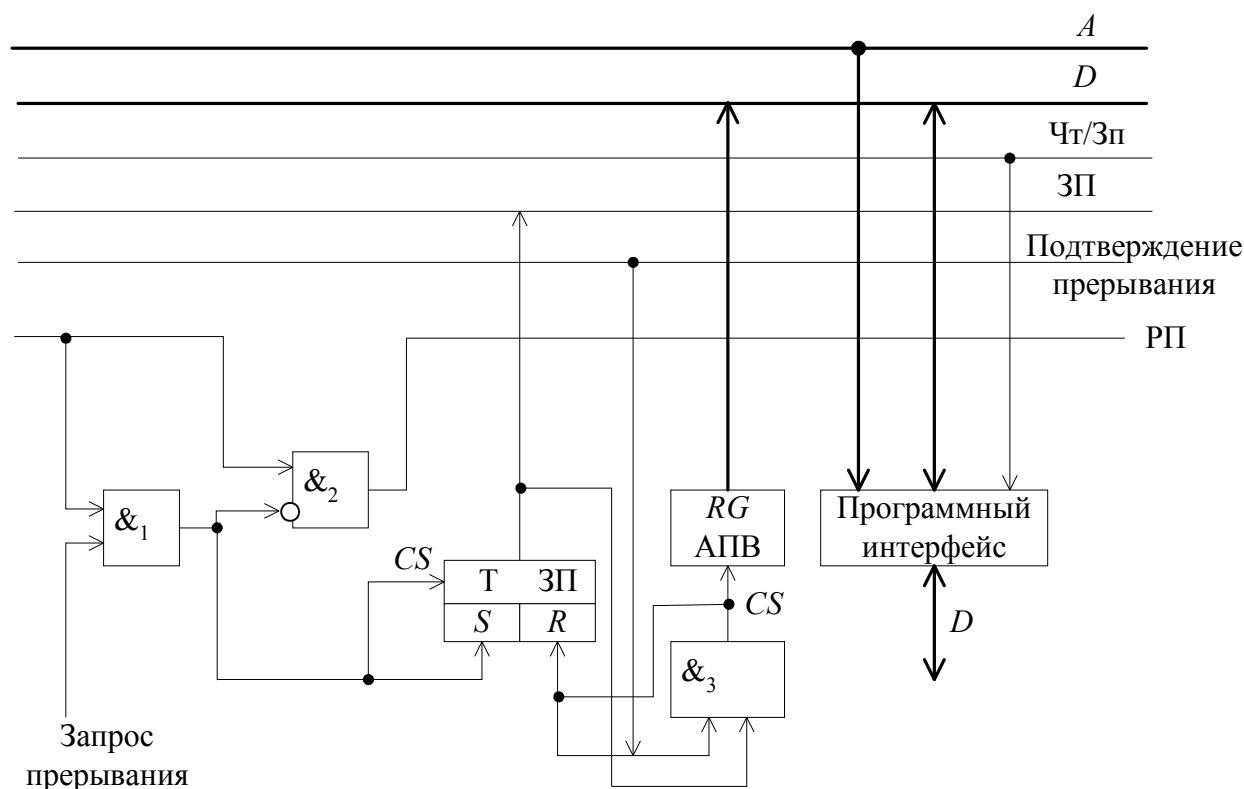 A
D
Чт/Зп
ЗП
Подтверждение
прерывания
РП
&1
&2
CS
Т ЗП
S R
RG
АПВ
CS
&3
Программный
интерфейс
D
Запрос
прерывания